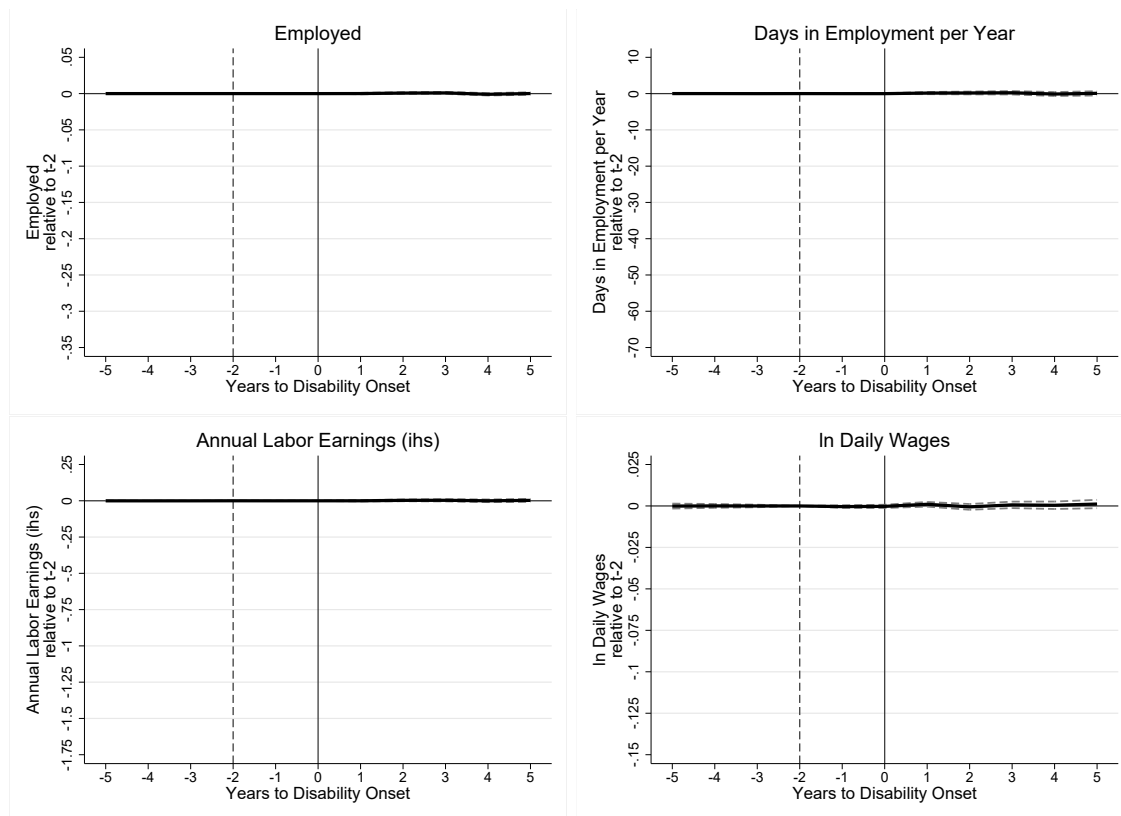 Employed
.05
0
-.05
-.1
-.15
-.2
-.25
-.3
-.35
Employed
relative to t-2
-5 -4 -3 -2 -1 0 1 2 3 4 5
Years to Disability Onset
Days in Employment per Year
10
0
-10
-20
-30
-40
-50
-60
-70
Days in Employment per Year
relative to t-2
-5 -4 -3 -2 -1 0 1 2 3 4 5
Years to Disability Onset
Annual Labor Earnings (ihs)
.25
0
-.25
-.5
-.75
-1
-1.25
-1.5
-1.75
Annual Labor Earnings (ihs)
relative to t-2
-5 -4 -3 -2 -1 0 1 2 3 4 5
Years to Disability Onset
ln Daily Wages
.025
0
-.025
-.05
-.075
-.1
-.125
-.15
ln Daily Wages
relative to t-2
-5 -4 -3 -2 -1 0 1 2 3 4 5
Years to Disability Onset